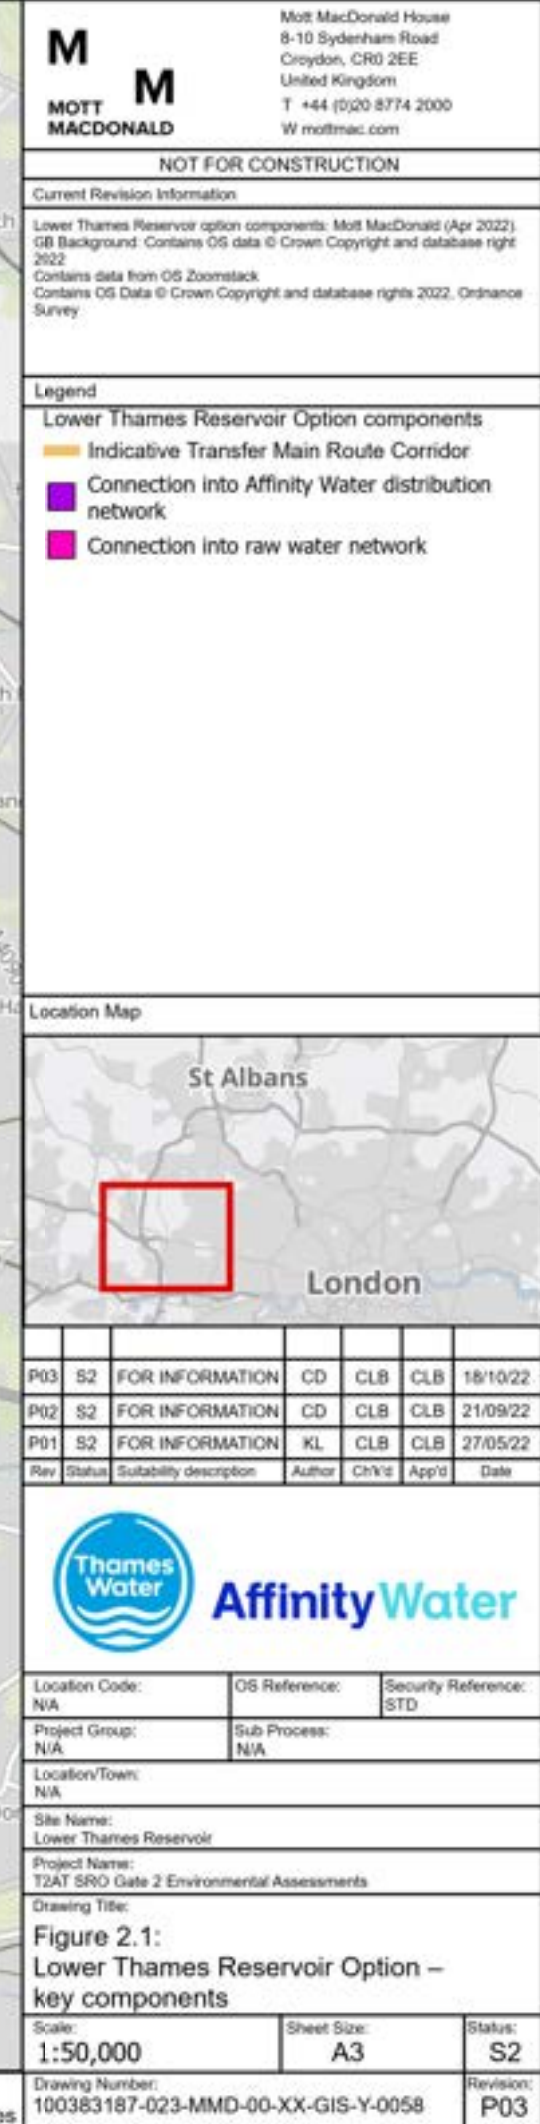 M
M
MOTT
MACDONALD
Mott MacDonald House
8-10 Sydenham Road
Croydon, CR0 2EE
United Kingdom
T +44 (0)20 8774 2000
W mottmac.com
NOT FOR CONSTRUCTION
Current Revision Information
Lower Thames Reservoir option components: Mott MacDonald (Apr 2022).
GB Background: Contains OS data © Crown Copyright and database right
2022
Contains data from OS Zoomstack
Contains OS Data © Crown Copyright and database rights 2022, Ordnance
Survey
Legend
Lower Thames Reservoir Option components
Indicative Transfer Main Route Corridor
Connection into Affinity Water distribution
network
Connection into raw water network
Location Map
St Albans
London
P03 S2 FOR INFORMATION CD CLB CLB 18/10/22
P02 S2 FOR INFORMATION CD CLB CLB 21/09/22
P01 S2 FOR INFORMATION KL CLB CLB 27/05/22
Rev Status Suitability description Author Ch'k'd App'd Date
Thames
Water
AffinityWater
Location Code: OS Reference: Security Reference:
N/A STD
Project Group: Sub Process:
N/A N/A
Location/Town:
N/A
Site Name:
Lower Thames Reservoir
Project Name:
T2AT SRO Gate 2 Environmental Assessments
Drawing Title:
Figure 2.1:
Lower Thames Reservoir Option –
key components
Scale: Sheet Size: Status:
1:50,000 A3 S2
Drawing Number: Revision:
100383187-023-MMD-00-XX-GIS-Y-0058 P03